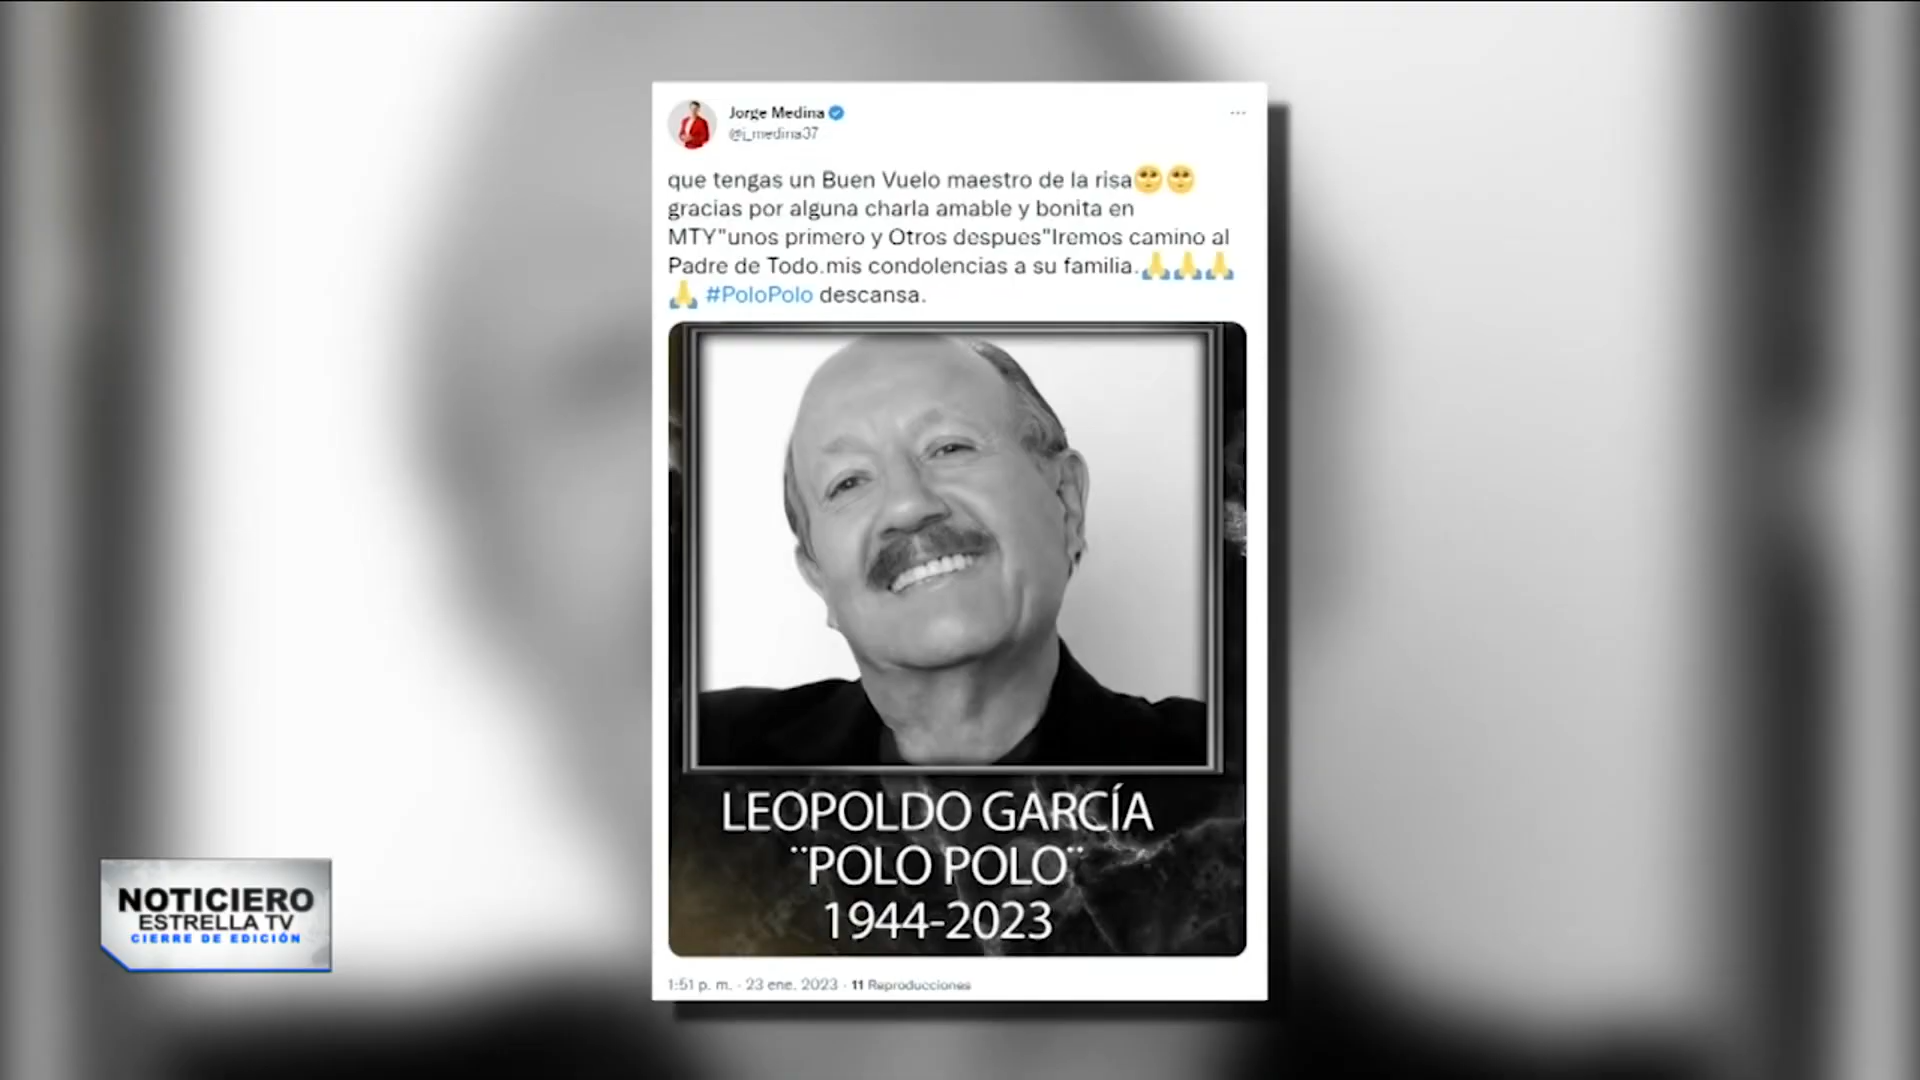 Jorge Medina
@j_medina37
que tengas un Buen Vuelo maestro de la risa🥺🥺
gracias por alguna charla amable y bonita en
MTY"unos primero y Otros despues"Iremos camino al
Padre de Todo.mis condolencias a su familia.🙏🙏🙏
🙏 #PoloPolo descansa.
LEOPOLDO GARCÍA
¨POLO POLO¨
1944-2023
1:51 p. m. · 23 ene. 2023 · 11 Reproducciones
NOTICIERO
ESTRELLA TV
CIERRE DE EDICIÓN